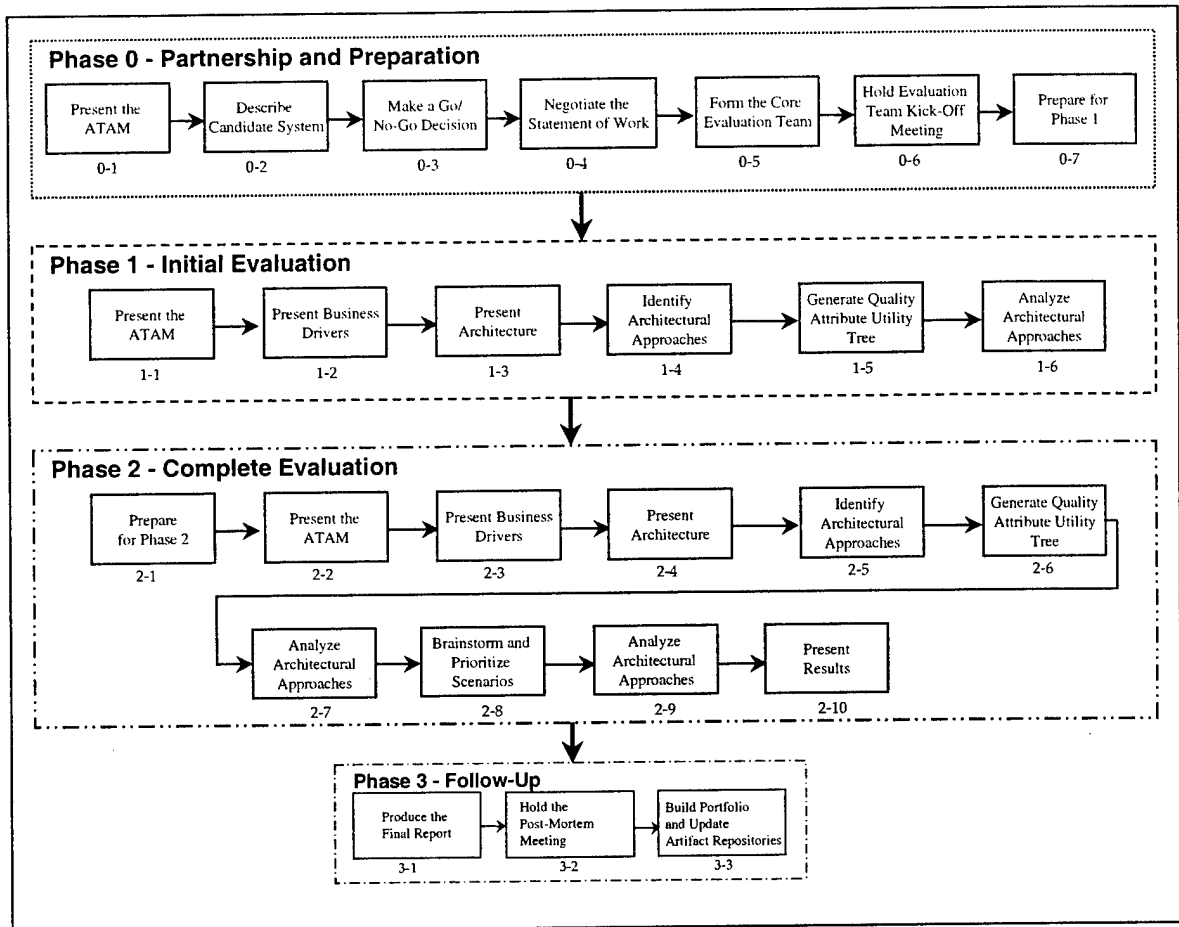 Phase 0 - Partnership and Preparation
Present the
ATAM
0-1
Describe
Candidate System
0-2
Make a Go/
No-Go Decision
0-3
Negotiate the
Statement of Work
0-4
Form the Core
Evaluation Team
0-5
Hold Evaluation
Team Kick-Off
Meeting
0-6
Prepare for
Phase 1
0-7
Phase 1 - Initial Evaluation
Present the
ATAM
1-1
Present Business
Drivers
1-2
Present
Architecture
1-3
Identify
Architectural
Approaches
1-4
Generate Quality
Attribute Utility
Tree
1-5
Analyze
Architectural
Approaches
1-6
Phase 2 - Complete Evaluation
Prepare
for Phase 2
2-1
Present the
ATAM
2-2
Present Business
Drivers
2-3
Present
Architecture
2-4
Identify
Architectural
Approaches
2-5
Generate Quality
Attribute Utility
Tree
2-6
Analyze
Architectural
Approaches
2-7
Brainstorm and
Prioritize
Scenarios
2-8
Analyze
Architectural
Approaches
2-9
Present
Results
2-10
Phase 3 - Follow-Up
Produce the
Final Report
3-1
Hold the
Post-Mortem
Meeting
3-2
Build Portfolio
and Update
Artifact Repositories
3-3